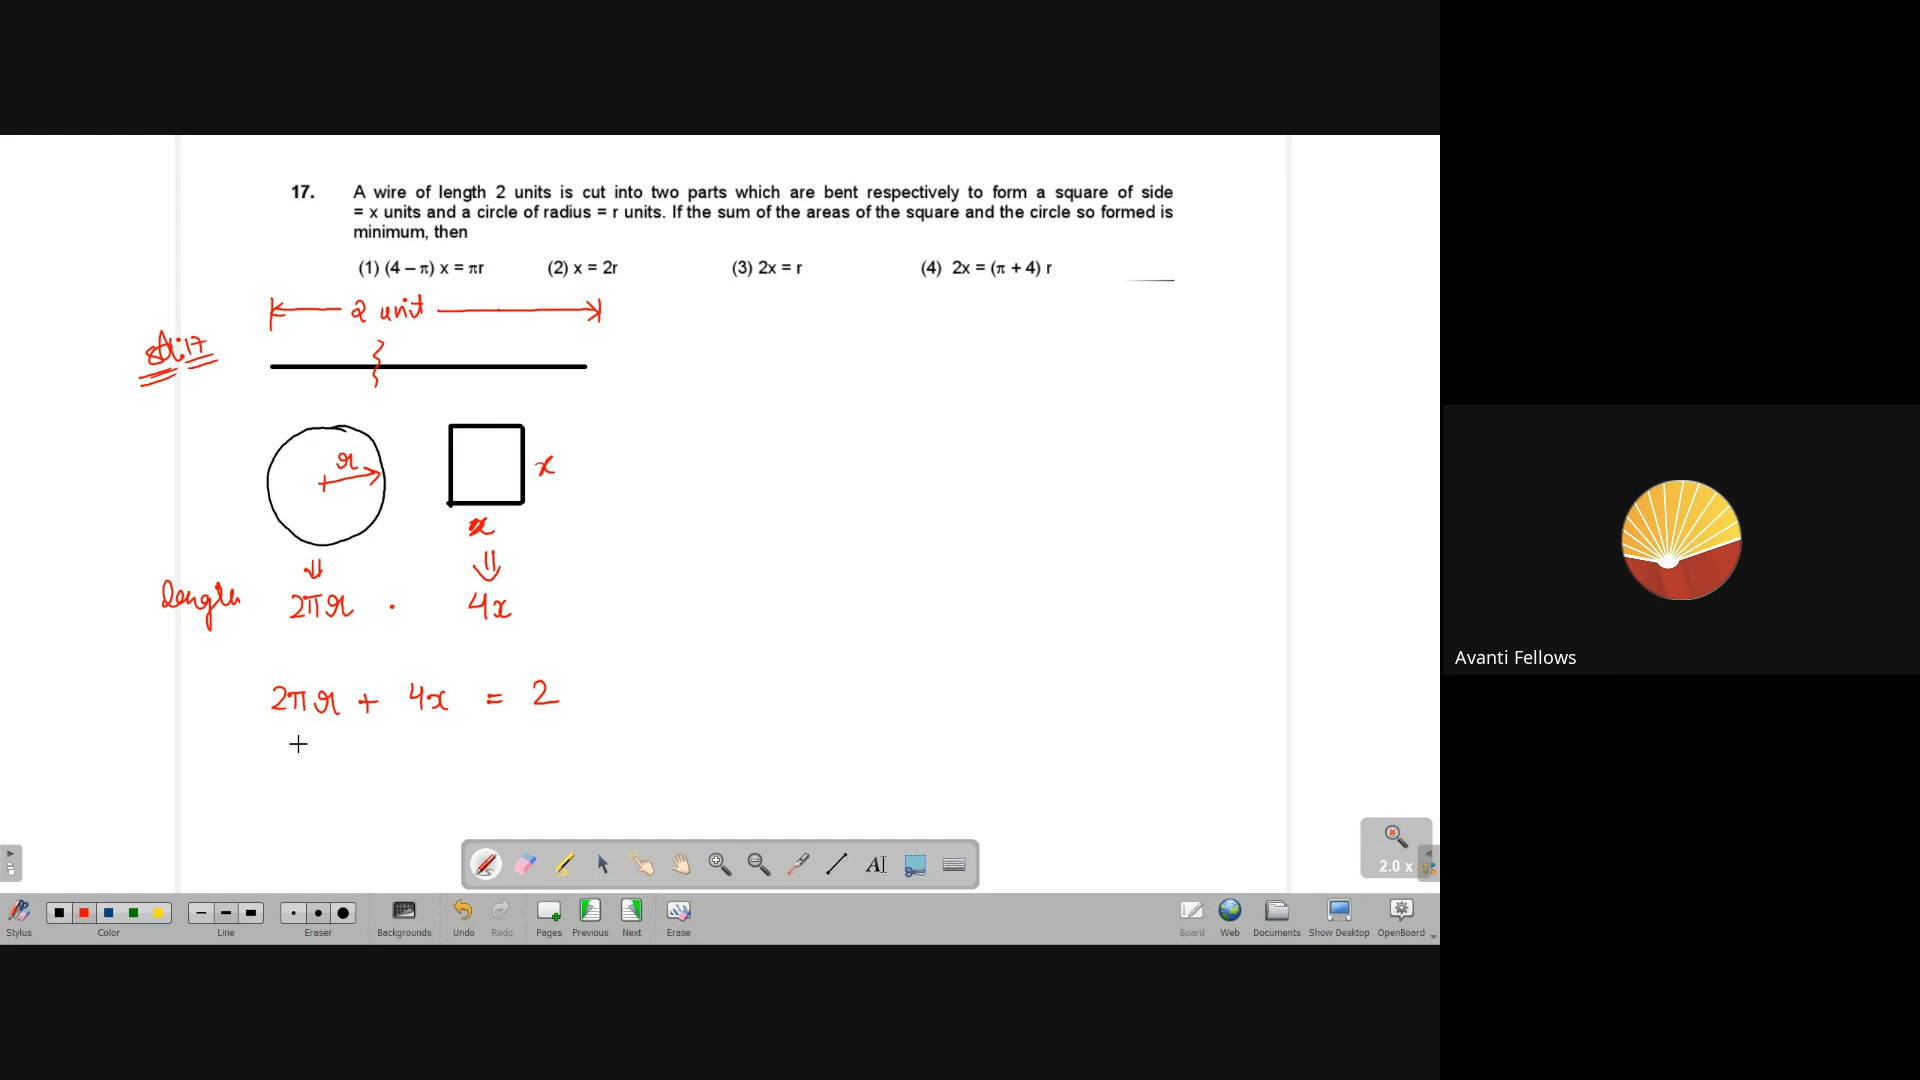 17. A wire of length 2 units is cut into two parts which are bent respectively to form a square of side
= x units and a circle of radius = r units. If the sum of the areas of the square and the circle so formed is
minimum, then
(1) (4 – π) x = πr (2) x = 2r (3) 2x = r (4) 2x = (π + 4) r
2 unit
sol:17
r
x
x
length 2πr . 4x
2πr + 4x = 2
Avanti Fellows
2.0 x
Stylus Color Line Eraser Backgrounds Undo Redo Pages Previous Next Erase Board Web Documents Show Desktop OpenBoard